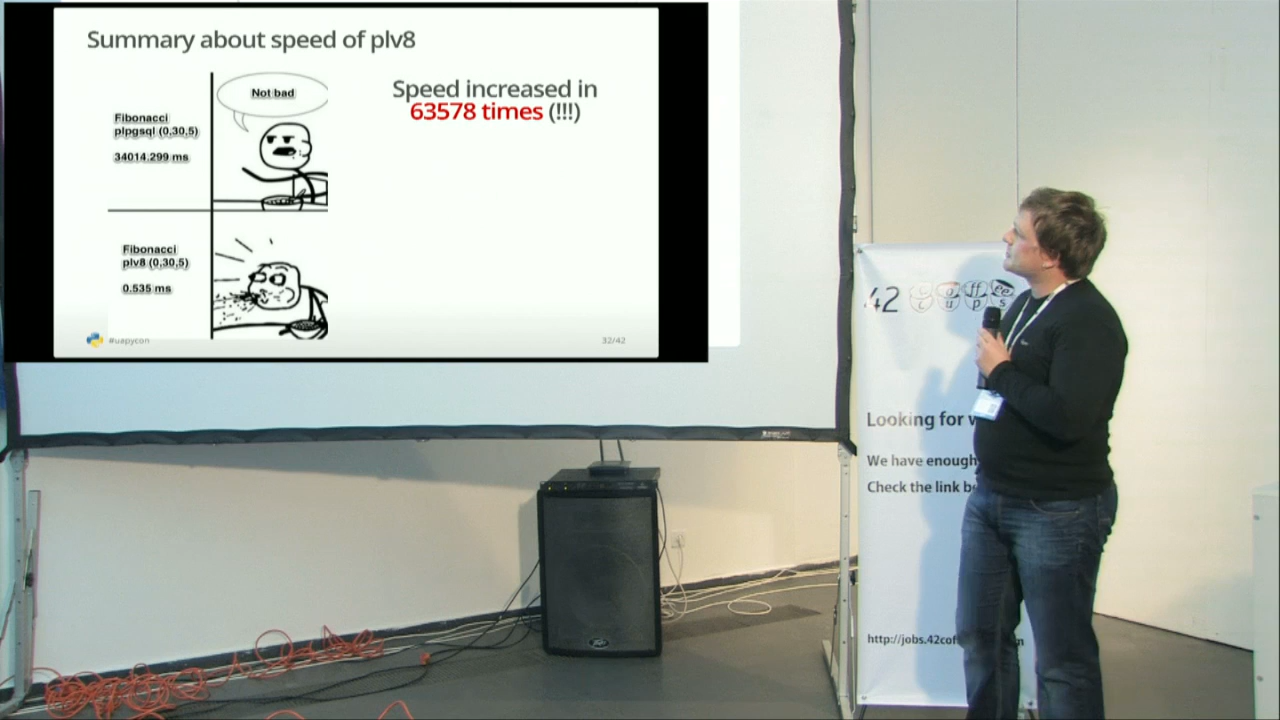 Summary about speed of plv8
Not bad
Speed increased in
63578 times (!!!)
Fibonacci
plpgsql (0,30,5)
34014.299 ms
Fibonacci
plv8 (0,30,5)
0.535 ms
#uapycon
32/42
42
Looking for
We have enough
Check the link
http://jobs.42cof